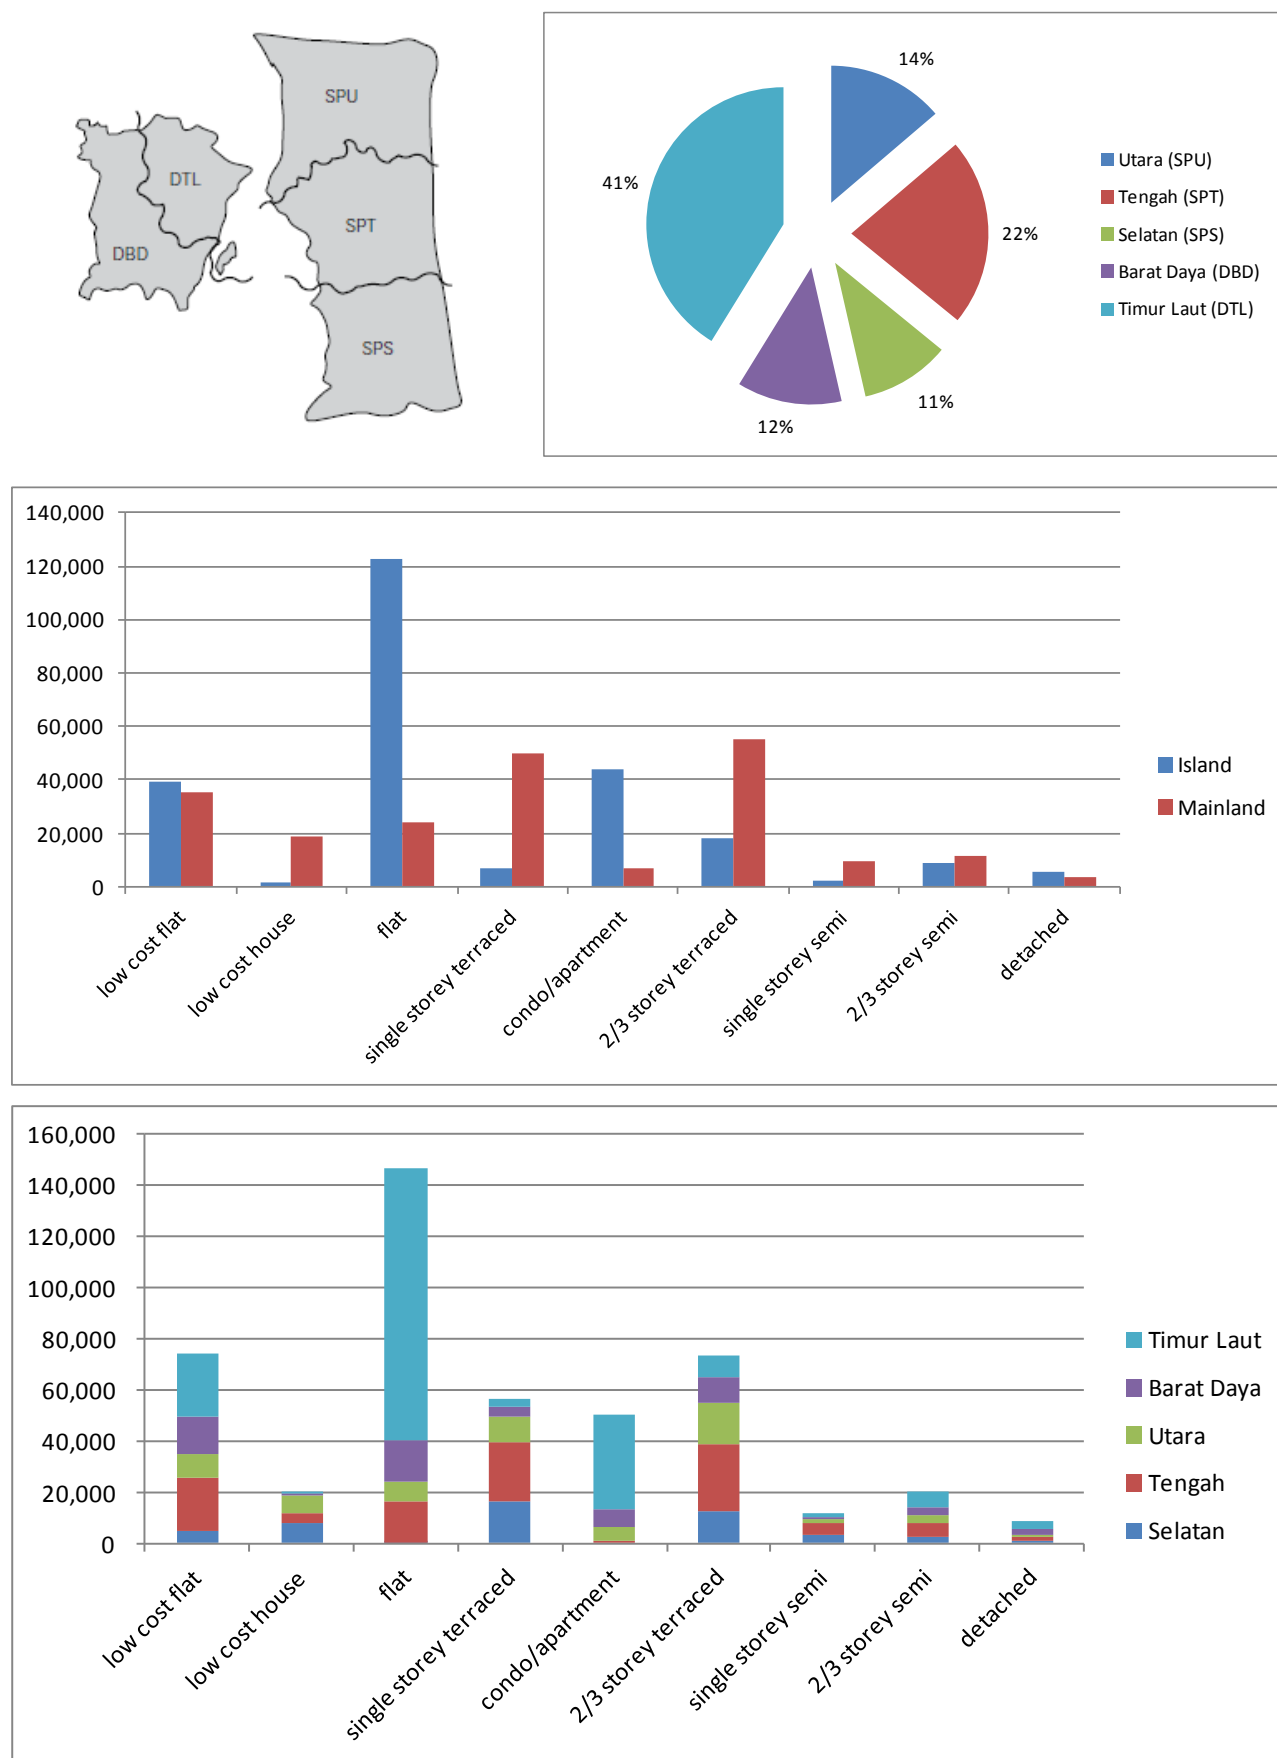 SPU
DTL
SPT
DBD
SPS
14%
41%
22%
12%
11%
Utara (SPU)
Tengah (SPT)
Selatan (SPS)
Barat Daya (DBD)
Timur Laut (DTL)
140,000
120,000
100,000
80,000
60,000
40,000
20,000
0
low cost flat
low cost house
flat
single storey terraced
condo/apartment
2/3 storey terraced
single storey semi
2/3 storey semi
detached
Island
Mainland
160,000
140,000
120,000
100,000
80,000
60,000
40,000
20,000
0
low cost flat
low cost house
flat
single storey terraced
condo/apartment
2/3 storey terraced
single storey semi
2/3 storey semi
detached
Timur Laut
Barat Daya
Utara
Tengah
Selatan